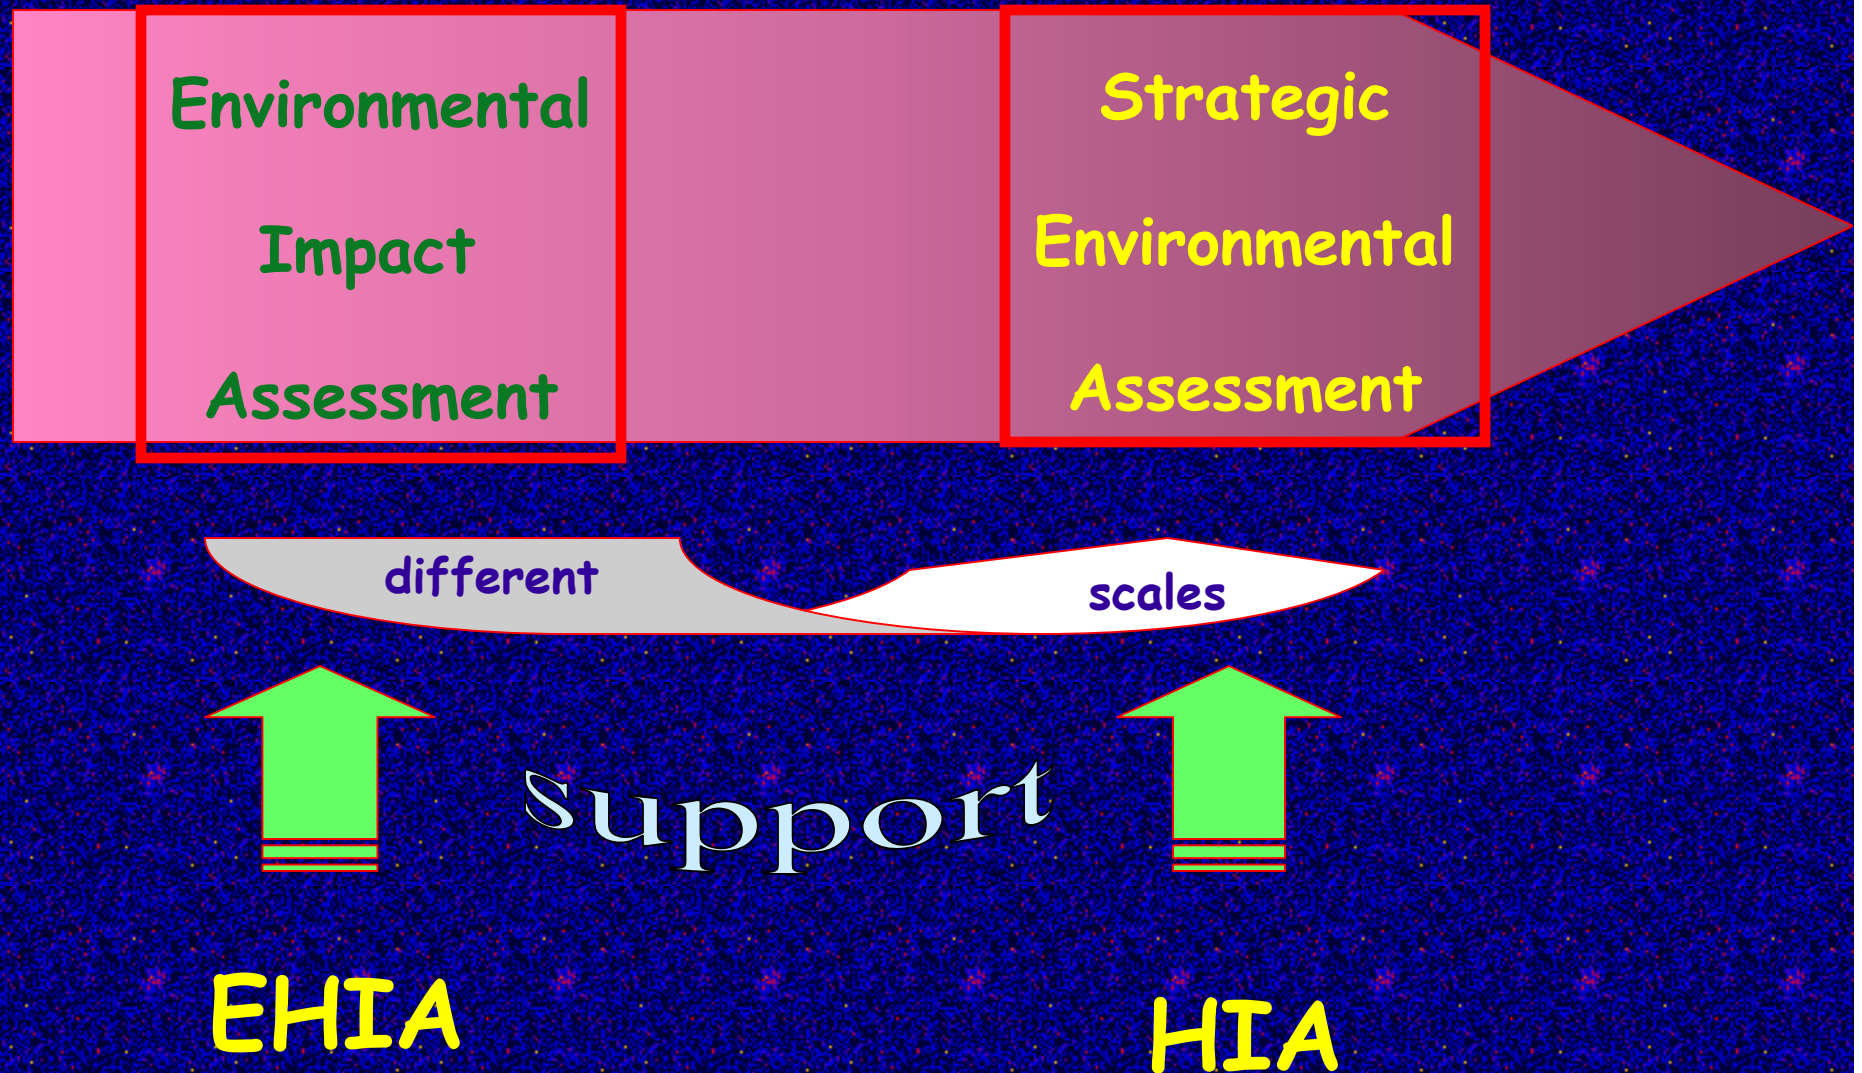 Environmental
Impact
Assessment
Strategic
Environmental
Assessment
different
scales
Support
EHIA
HIA